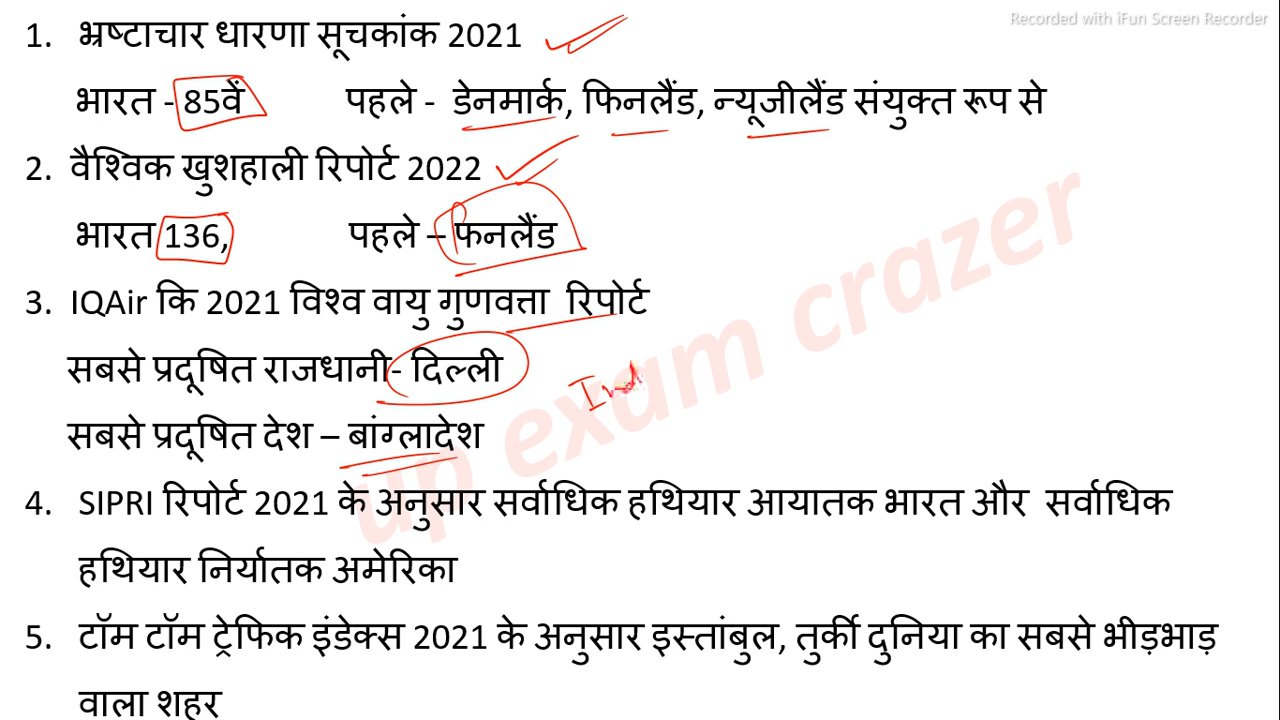 Recorded with iFun Screen Recorder
1. भ्रष्टाचार धारणा सूचकांक 2021
भारत - 85वें पहले - डेनमार्क, फिनलैंड, न्यूजीलैंड संयुक्त रूप से
2. वैश्विक खुशहाली रिपोर्ट 2022
भारत 136, पहले – फनलैंड
3. IQAir कि 2021 विश्व वायु गुणवत्ता रिपोर्ट
सबसे प्रदूषित राजधानी- दिल्ली
Ind
सबसे प्रदूषित देश – बांग्लादेश
4. SIPRI रिपोर्ट 2021 के अनुसार सर्वाधिक हथियार आयातक भारत और सर्वाधिक
हथियार निर्यातक अमेरिका
5. टॉम टॉम ट्रेफिक इंडेक्स 2021 के अनुसार इस्तांबुल, तुर्की दुनिया का सबसे भीड़भाड़
वाला शहर
up exam crazer